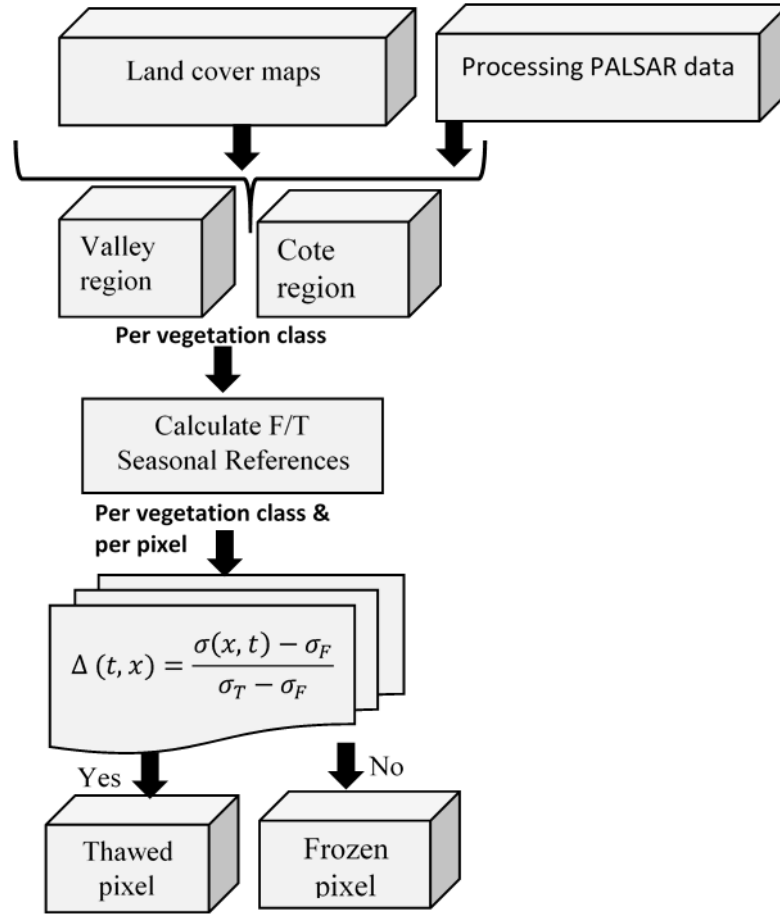 Land cover maps
Processing PALSAR data
Valley
region
Cote
region
Per vegetation class
Calculate F/T
Seasonal References
Per vegetation class &
per pixel
Δ (t, x) = (σ(x, t) − σ_F) / (σ_T − σ_F)
Yes
No
Thawed
pixel
Frozen
pixel